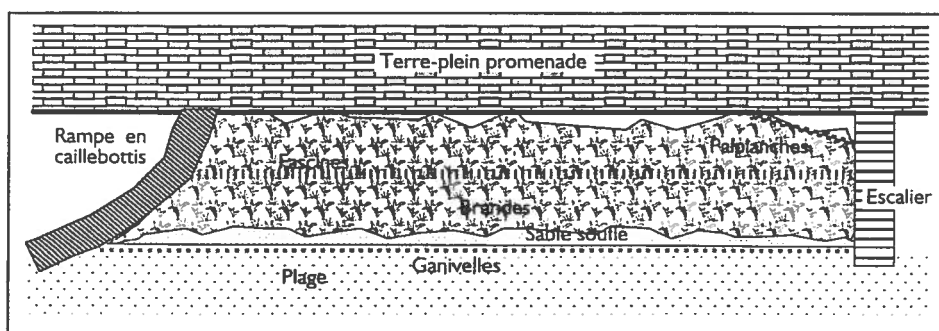 Terre-plein promenade
Rampe en
caillebottis
Palplanches
Fascines
Escalier
Brandes
Sable soufflé
Ganivelles
Plage